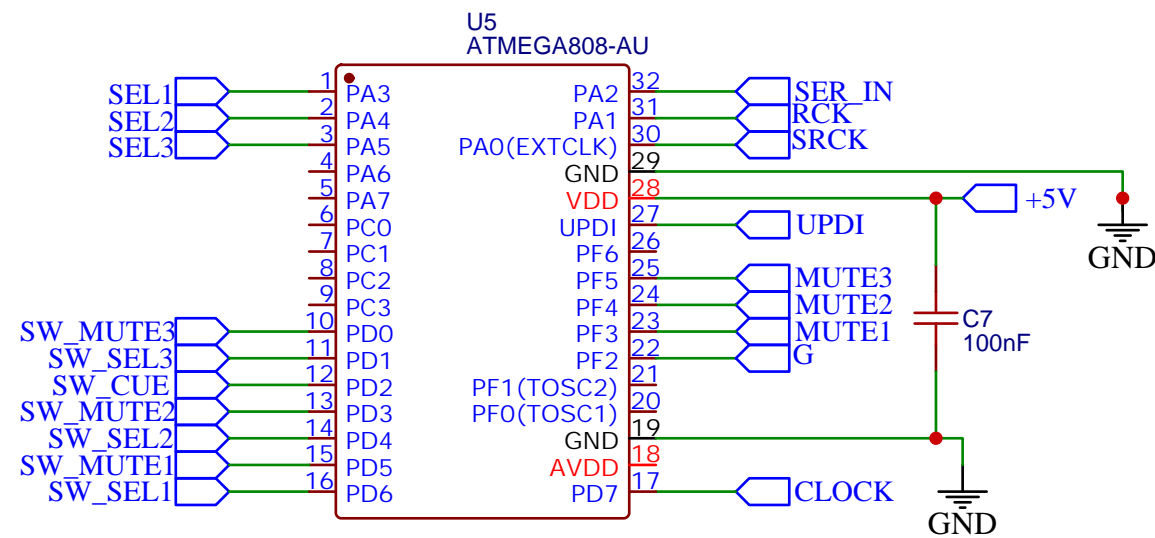 U5
ATMEGA808-AU
SEL1 1 PA3 PA2 32 SER_IN
SEL2 2 PA4 PA1 31 RCK
SEL3 3 PA5 PA0(EXTCLK) 30 SRCK
4 PA6 GND 29
5 PA7 VDD 28 +5V
6 PC0 UPDI 27 UPDI
GND
7 PC1 PF6 26
8 PC2 PF5 25 MUTE3
9 PC3 PF4 24 MUTE2
SW_MUTE3 10 PD0 PF3 23 MUTE1
C7
100nF
SW_SEL3 11 PD1 PF2 22 G
SW_CUE 12 PD2 PF1(TOSC2) 21
SW_MUTE2 13 PD3 PF0(TOSC1) 20
SW_SEL2 14 PD4 GND 19
SW_MUTE1 15 PD5 AVDD 18
SW_SEL1 16 PD6 PD7 17 CLOCK
GND